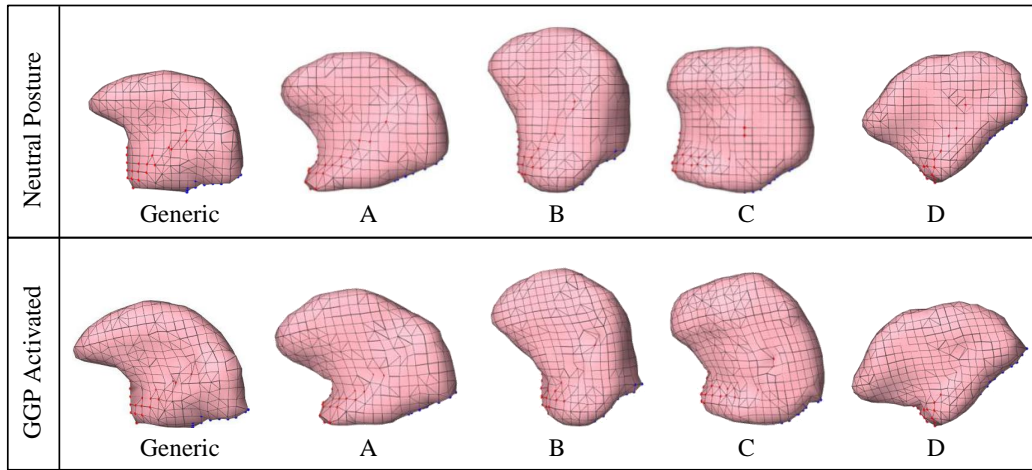 Neutral Posture
Generic
A
B
C
D
GGP Activated
Generic
A
B
C
D